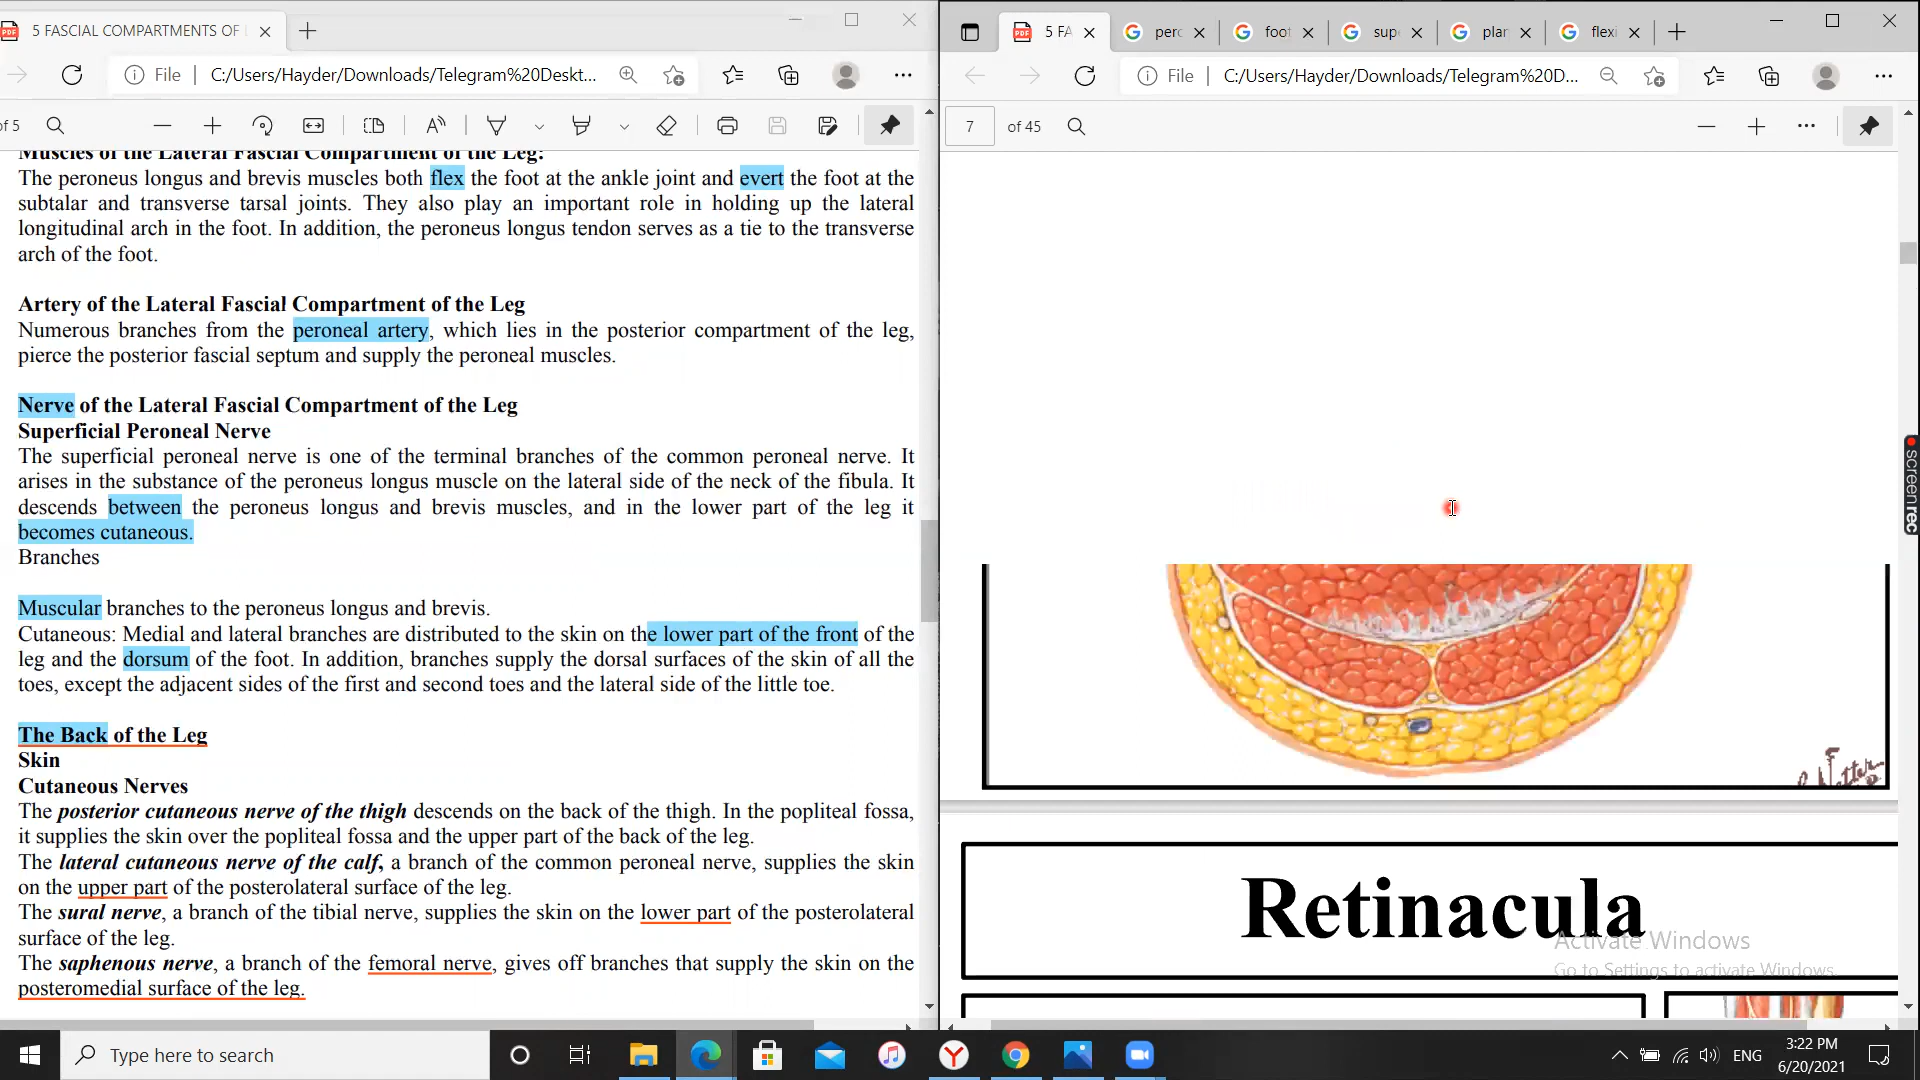 5 FASCIAL COMPARTMENTS OF
File
C:/Users/Hayder/Downloads/Telegram%20Deskt...
of 5
Muscles of the Lateral Fascial Compartment of the Leg:
The peroneus longus and brevis muscles both flex the foot at the ankle joint and evert the foot at the
subtalar and transverse tarsal joints. They also play an important role in holding up the lateral
longitudinal arch in the foot. In addition, the peroneus longus tendon serves as a tie to the transverse
arch of the foot.
Artery of the Lateral Fascial Compartment of the Leg
Numerous branches from the peroneal artery, which lies in the posterior compartment of the leg,
pierce the posterior fascial septum and supply the peroneal muscles.
Nerve of the Lateral Fascial Compartment of the Leg
Superficial Peroneal Nerve
The superficial peroneal nerve is one of the terminal branches of the common peroneal nerve. It
arises in the substance of the peroneus longus muscle on the lateral side of the neck of the fibula. It
descends between the peroneus longus and brevis muscles, and in the lower part of the leg it
becomes cutaneous.
Branches
Muscular branches to the peroneus longus and brevis.
Cutaneous: Medial and lateral branches are distributed to the skin on the lower part of the front of the
leg and the dorsum of the foot. In addition, branches supply the dorsal surfaces of the skin of all the
toes, except the adjacent sides of the first and second toes and the lateral side of the little toe.
The Back of the Leg
Skin
Cutaneous Nerves
The posterior cutaneous nerve of the thigh descends on the back of the thigh. In the popliteal fossa,
it supplies the skin over the popliteal fossa and the upper part of the back of the leg.
The lateral cutaneous nerve of the calf, a branch of the common peroneal nerve, supplies the skin
on the upper part of the posterolateral surface of the leg.
The sural nerve, a branch of the tibial nerve, supplies the skin on the lower part of the posterolateral
surface of the leg.
The saphenous nerve, a branch of the femoral nerve, gives off branches that supply the skin on the
posteromedial surface of the leg.
5 FA
perc
foot
sup
plan
flexi
File
C:/Users/Hayder/Downloads/Telegram%20D...
7 of 45
F. Netter
Retinacula
Activate Windows
Go to Settings to activate Windows.
screenrec
Type here to search
ENG
3:22 PM
6/20/2021